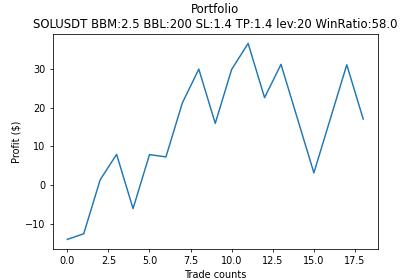 Portfolio
SOLUSDT BBM:2.5 BBL:200 SL:1.4 TP:1.4 lev:20 WinRatio:58.0
Profit ($)
30
20
10
0
−10
0.0 2.5 5.0 7.5 10.0 12.5 15.0 17.5
Trade counts